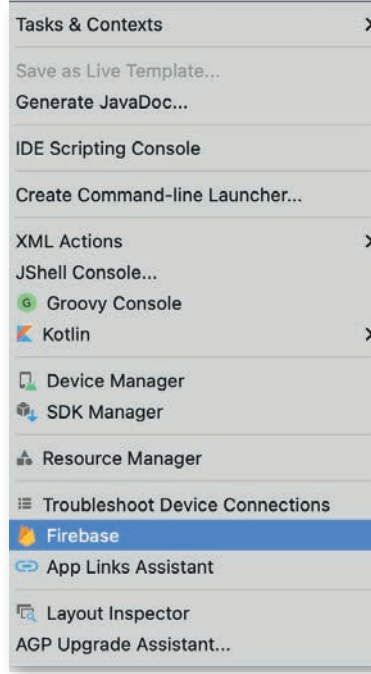 Tasks & Contexts
Save as Live Template...
Generate JavaDoc...
IDE Scripting Console
Create Command-line Launcher...
XML Actions
JShell Console...
G Groovy Console
Kotlin
Device Manager
SDK Manager
Resource Manager
Troubleshoot Device Connections
Firebase
App Links Assistant
Layout Inspector
AGP Upgrade Assistant...